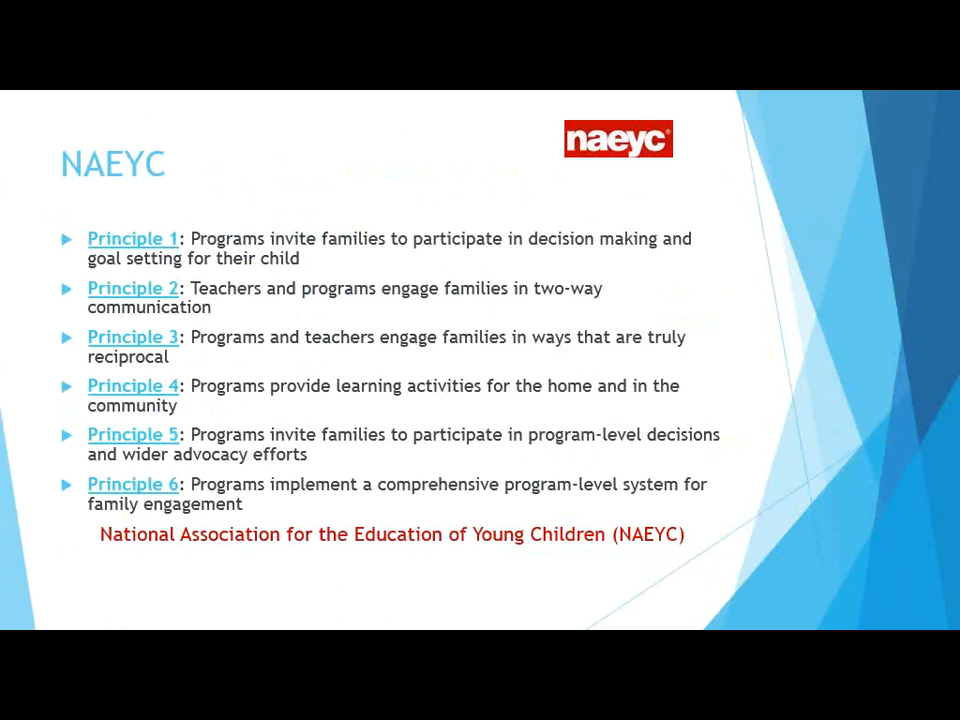 naeyc®
NAEYC
Principle 1: Programs invite families to participate in decision making and
goal setting for their child
Principle 2: Teachers and programs engage families in two-way
communication
Principle 3: Programs and teachers engage families in ways that are truly
reciprocal
Principle 4: Programs provide learning activities for the home and in the
community
Principle 5: Programs invite families to participate in program-level decisions
and wider advocacy efforts
Principle 6: Programs implement a comprehensive program-level system for
family engagement
National Association for the Education of Young Children (NAEYC)